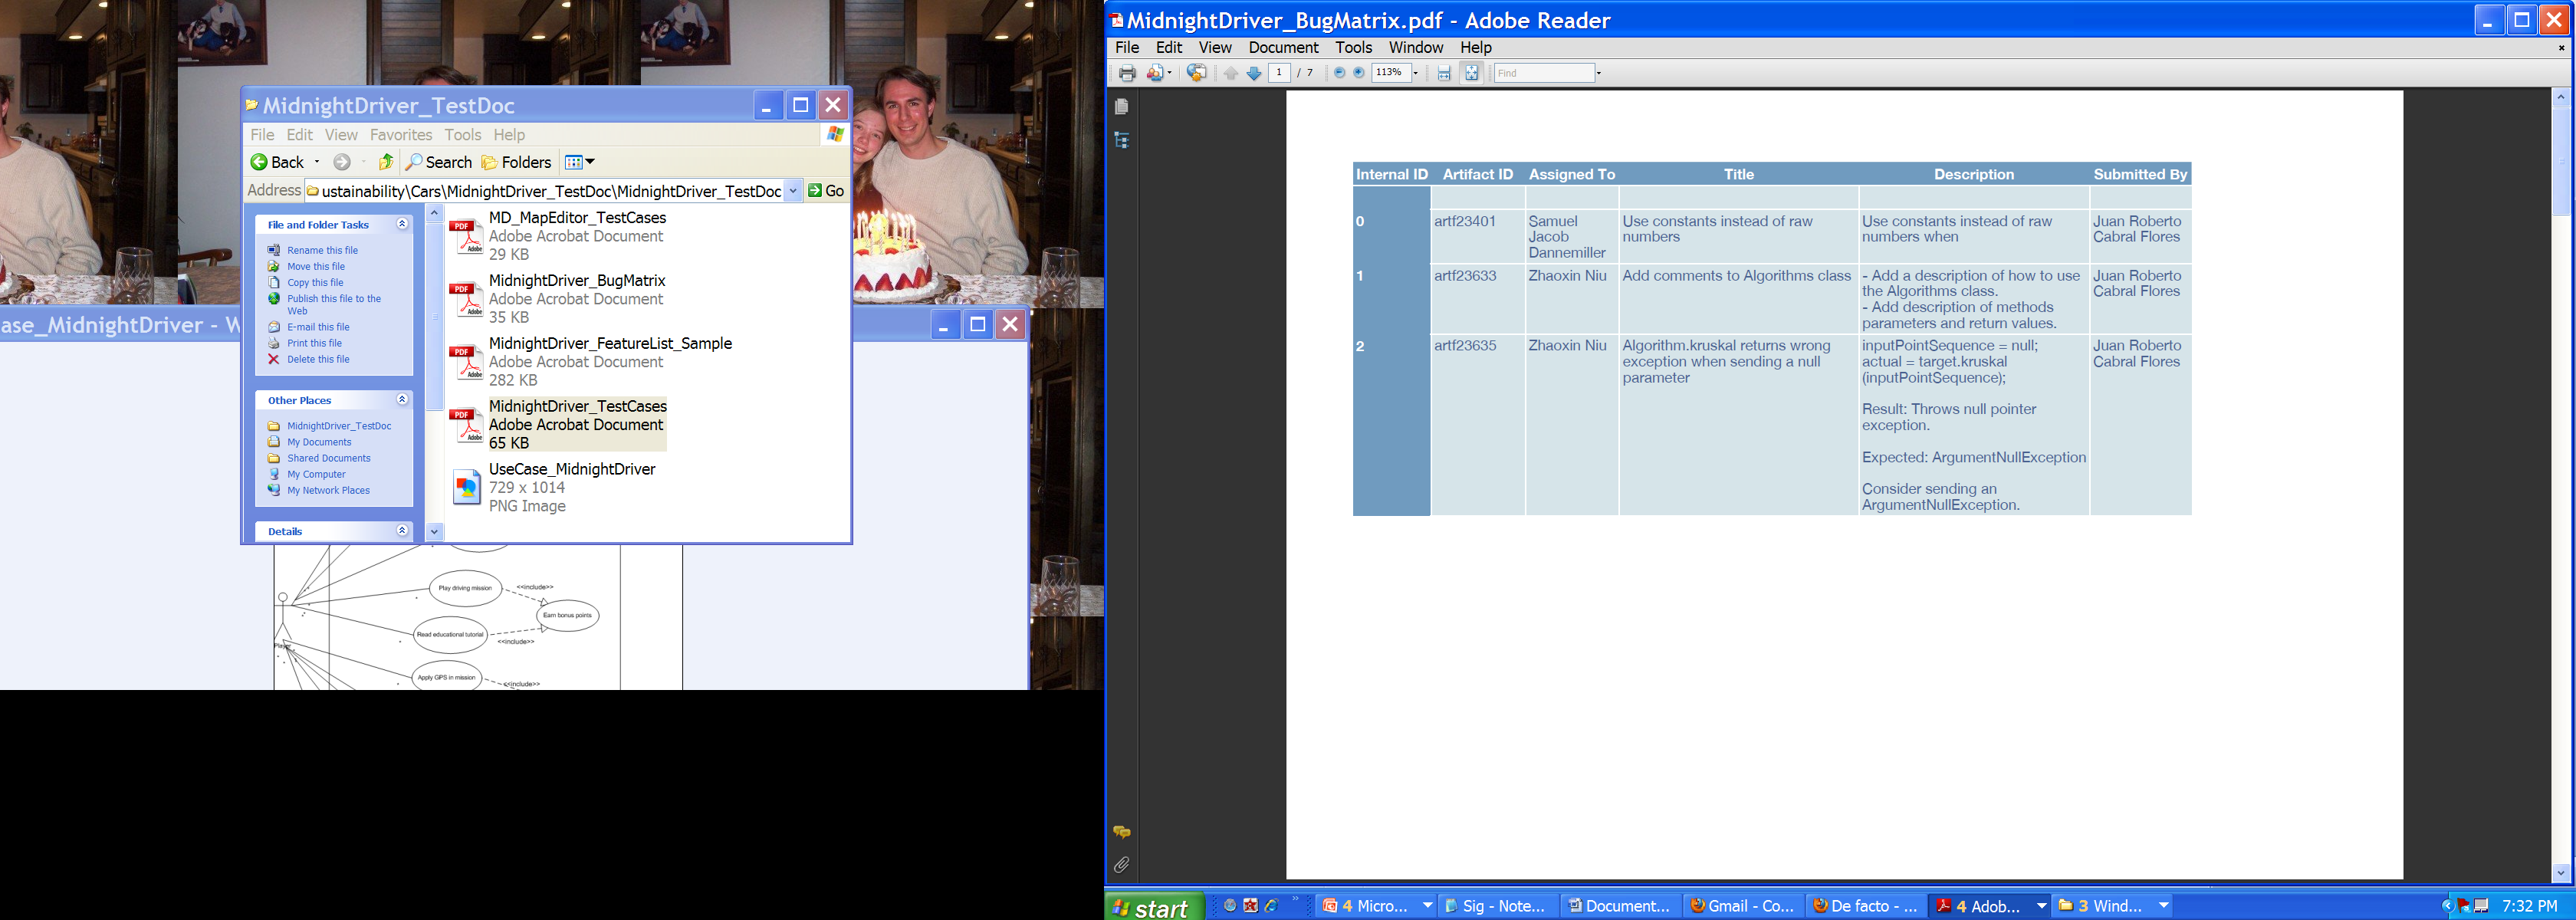 MidnightDriver_TestDoc
File Edit View Favorites Tools Help
Back Search Folders
Address ustainability\Cars\MidnightDriver_TestDoc\MidnightDriver_TestDoc Go
File and Folder Tasks
Rename this file
Move this file
Copy this file
Publish this file to the
Web
E-mail this file
Print this file
Delete this file
Other Places
MidnightDriver_TestDoc
My Documents
Shared Documents
My Computer
My Network Places
Details
MD_MapEditor_TestCases
Adobe Acrobat Document
29 KB
MidnightDriver_BugMatrix
Adobe Acrobat Document
35 KB
MidnightDriver_FeatureList_Sample
Adobe Acrobat Document
282 KB
MidnightDriver_TestCases
Adobe Acrobat Document
65 KB
UseCase_MidnightDriver
729 x 1014
PNG Image
ase_MidnightDriver - W
Play driving mission
<<include>>
Earn bonus points
Read educational tutorial
<<include>>
Player
Apply GPS in mission
<<include>>
MidnightDriver_BugMatrix.pdf - Adobe Reader
File Edit View Document Tools Window Help
1 / 7 113% Find
Internal ID Artifact ID Assigned To Title Description Submitted By
0 artf23401 Samuel Use constants instead of raw Use constants instead of raw Juan Roberto
Jacob numbers numbers when Cabral Flores
Dannemiller
1 artf23633 Zhaoxin Niu Add comments to Algorithms class - Add a description of how to use Juan Roberto
the Algorithms class. Cabral Flores
- Add description of methods
parameters and return values.
2 artf23635 Zhaoxin Niu Algorithm.kruskal returns wrong inputPointSequence = null; Juan Roberto
exception when sending a null actual = target.kruskal Cabral Flores
parameter (inputPointSequence);
Result: Throws null pointer
exception.
Expected: ArgumentNullException
Consider sending an
ArgumentNullException.
start 4 Micro... Sig - Note... Document... Gmail - Co... De facto - ... 4 Adob... 3 Wind... 7:32 PM